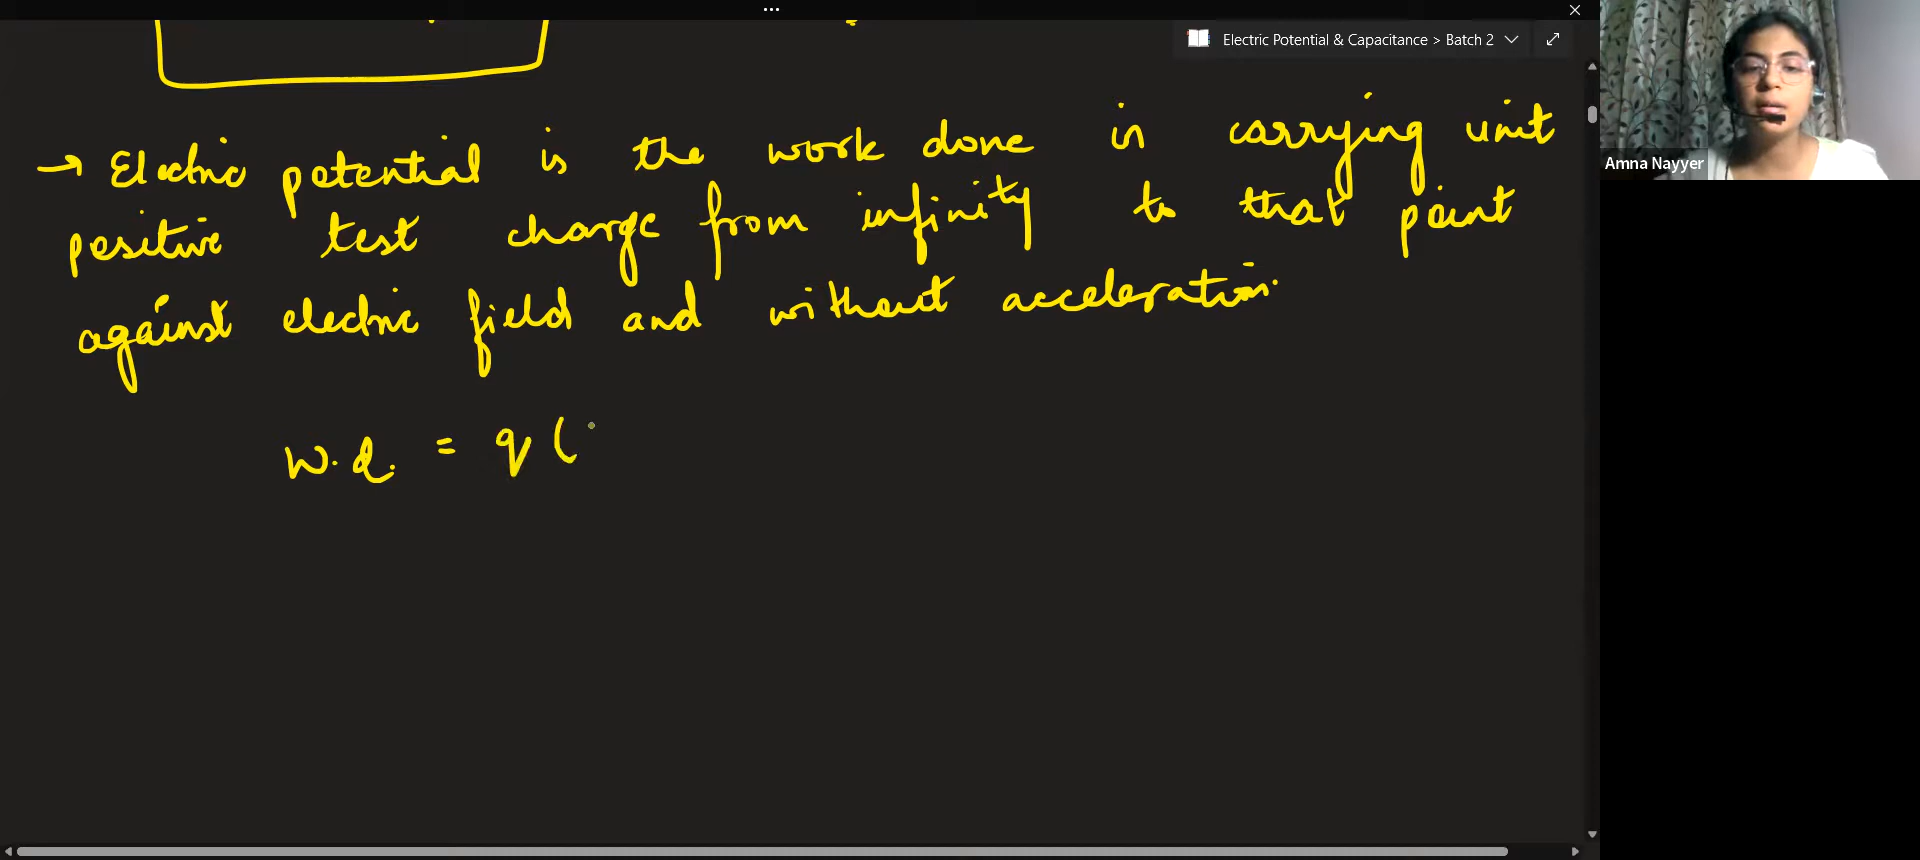 Electric Potential & Capacitance > Batch 2
→ Electric potential is the work done in carrying unit
positive test charge from infinity to that point
against electric field and without acceleration.
W.d. = q (
Amna Nayyer